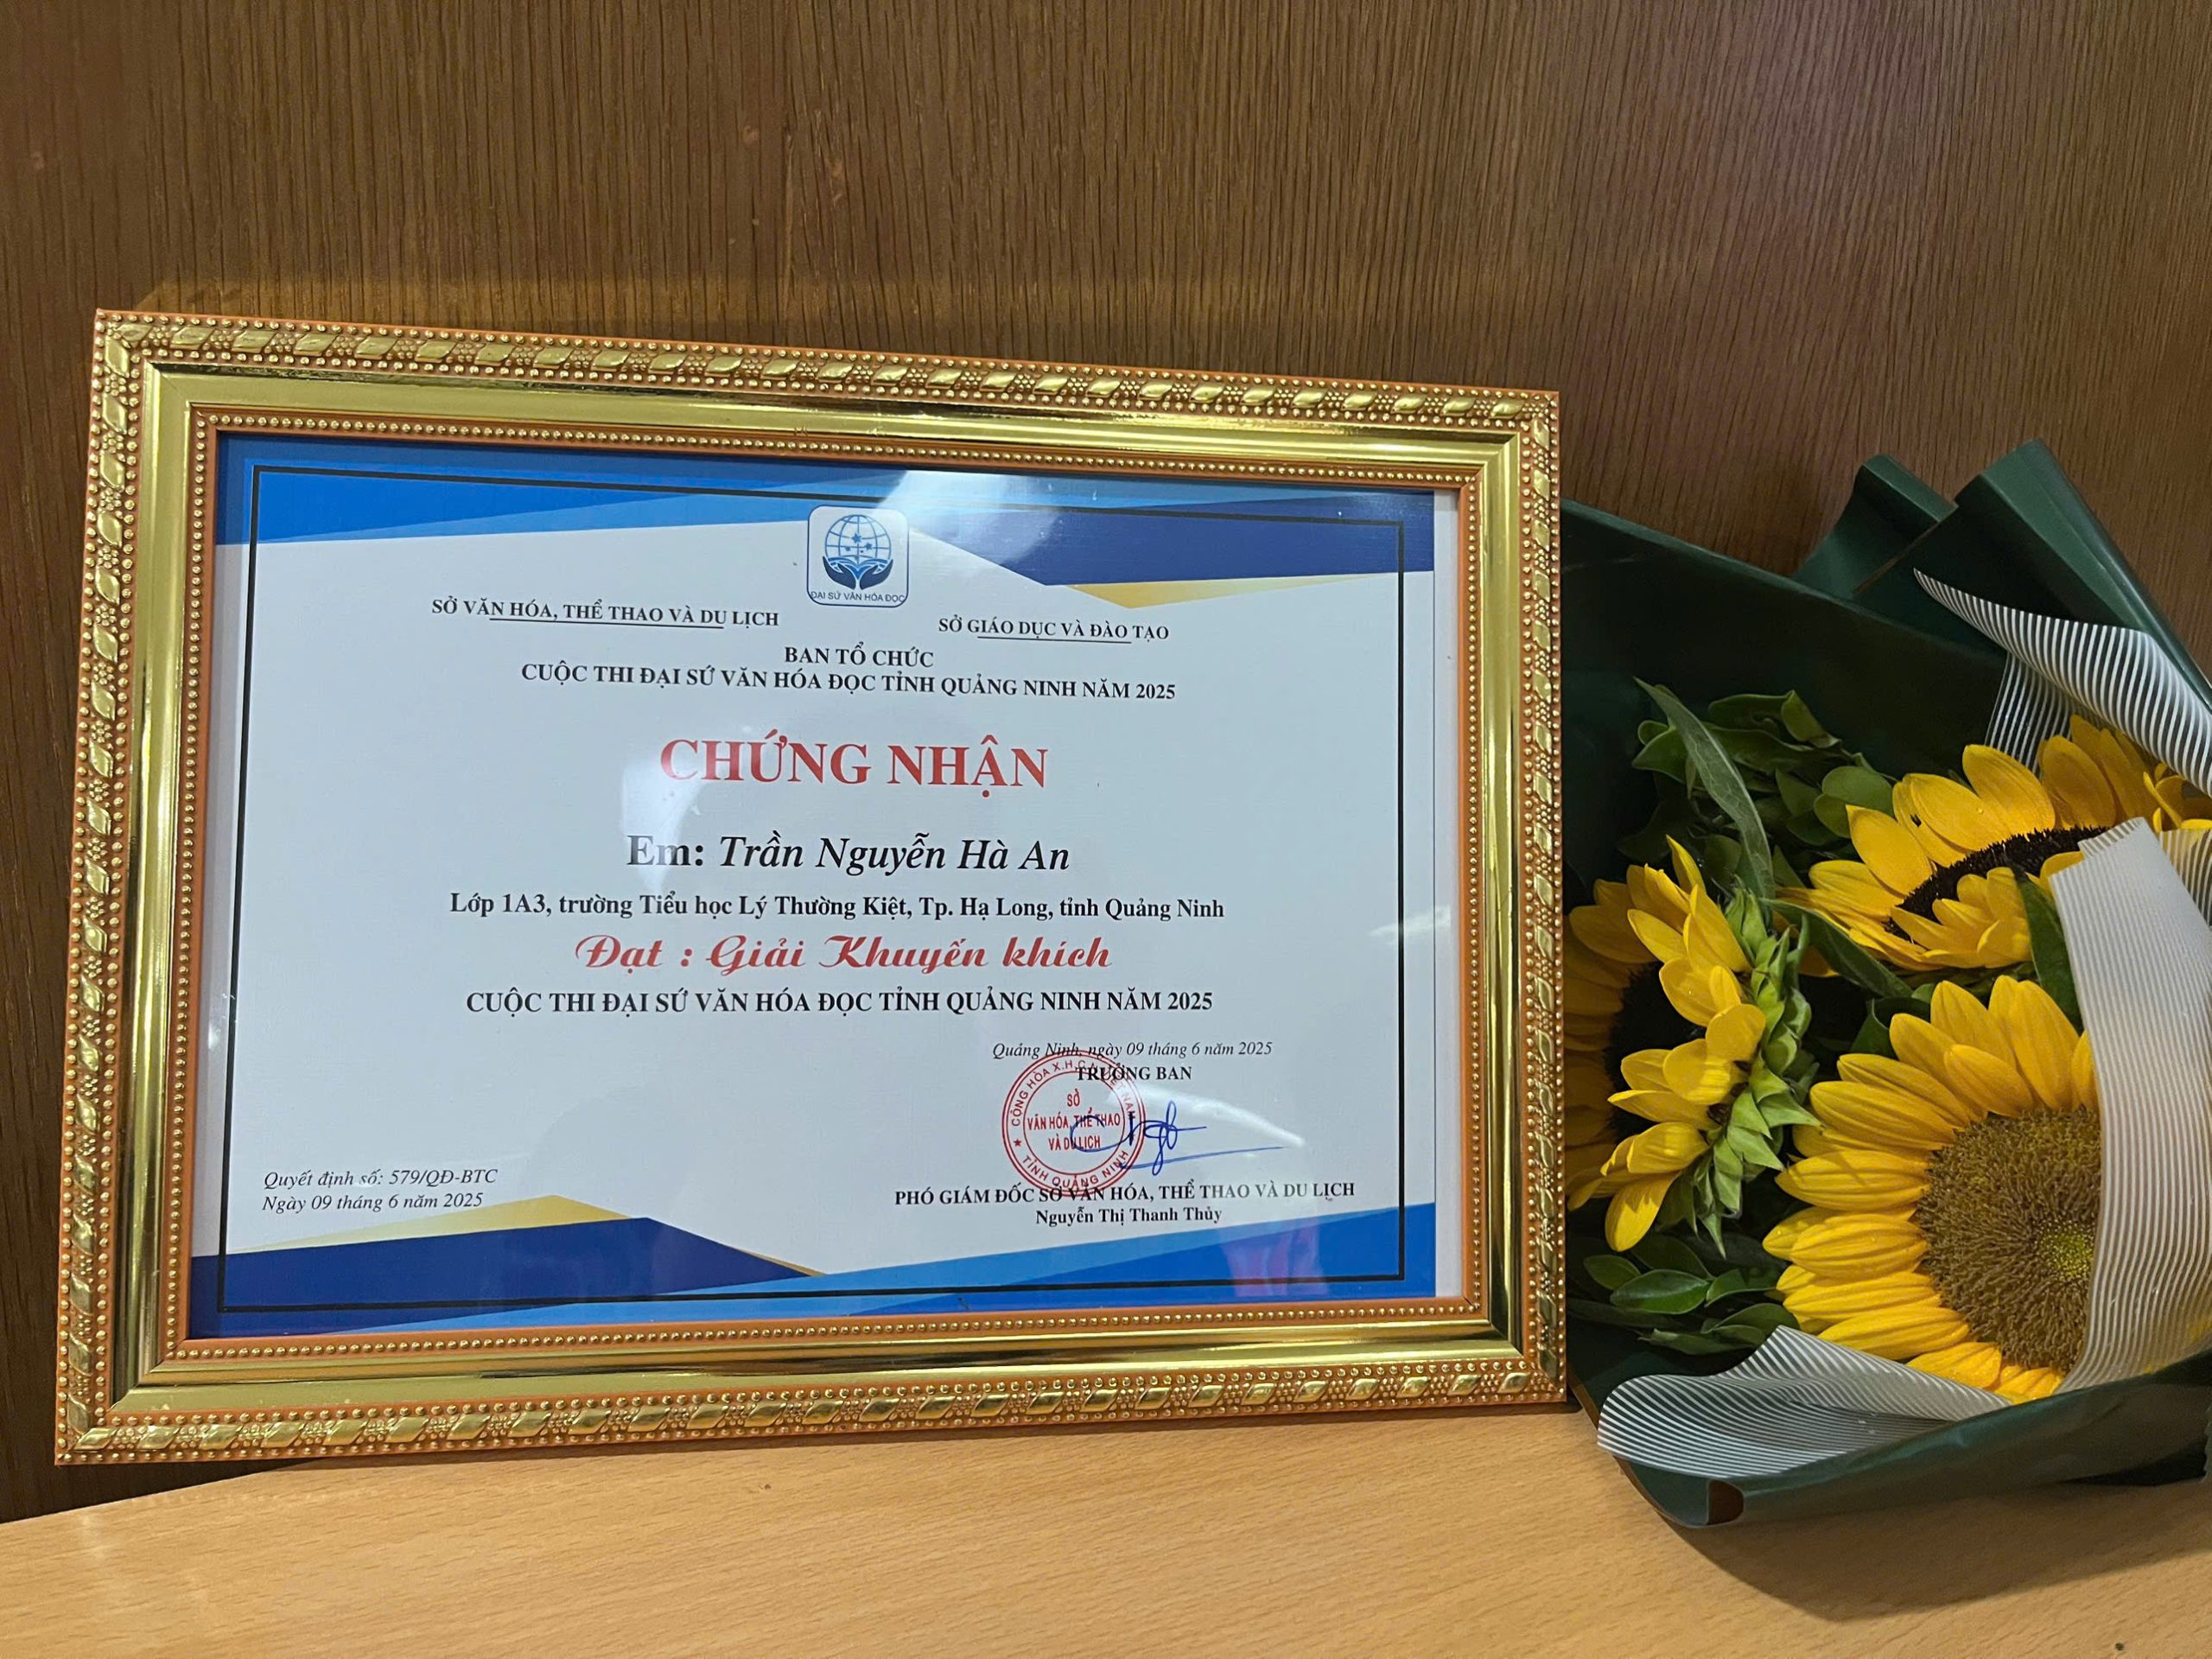 ĐẠI SỨ VĂN HÓA ĐỌC
SỞ VĂN HÓA, THỂ THAO VÀ DU LỊCH
SỞ GIÁO DỤC VÀ ĐÀO TẠO
BAN TỔ CHỨC
CUỘC THI ĐẠI SỨ VĂN HÓA ĐỌC TỈNH QUẢNG NINH NĂM 2025
CHỨNG NHẬN
Em: Trần Nguyễn Hà An
Lớp 1A3, trường Tiểu học Lý Thường Kiệt, Tp. Hạ Long, tỉnh Quảng Ninh
Đạt : Giải Khuyến khích
CUỘC THI ĐẠI SỨ VĂN HÓA ĐỌC TỈNH QUẢNG NINH NĂM 2025
Quảng Ninh, ngày 09 tháng 6 năm 2025
TRƯỞNG BAN
CỘNG HÒA X.H.C.N VIỆT NAM
SỞ
VĂN HÓA, THỂ THAO
VÀ DU LỊCH
★ TỈNH QUẢNG NINH
Quyết định số: 579/QĐ-BTC
Ngày 09 tháng 6 năm 2025
PHÓ GIÁM ĐỐC SỞ VĂN HÓA, THỂ THAO VÀ DU LỊCH
Nguyễn Thị Thanh Thủy